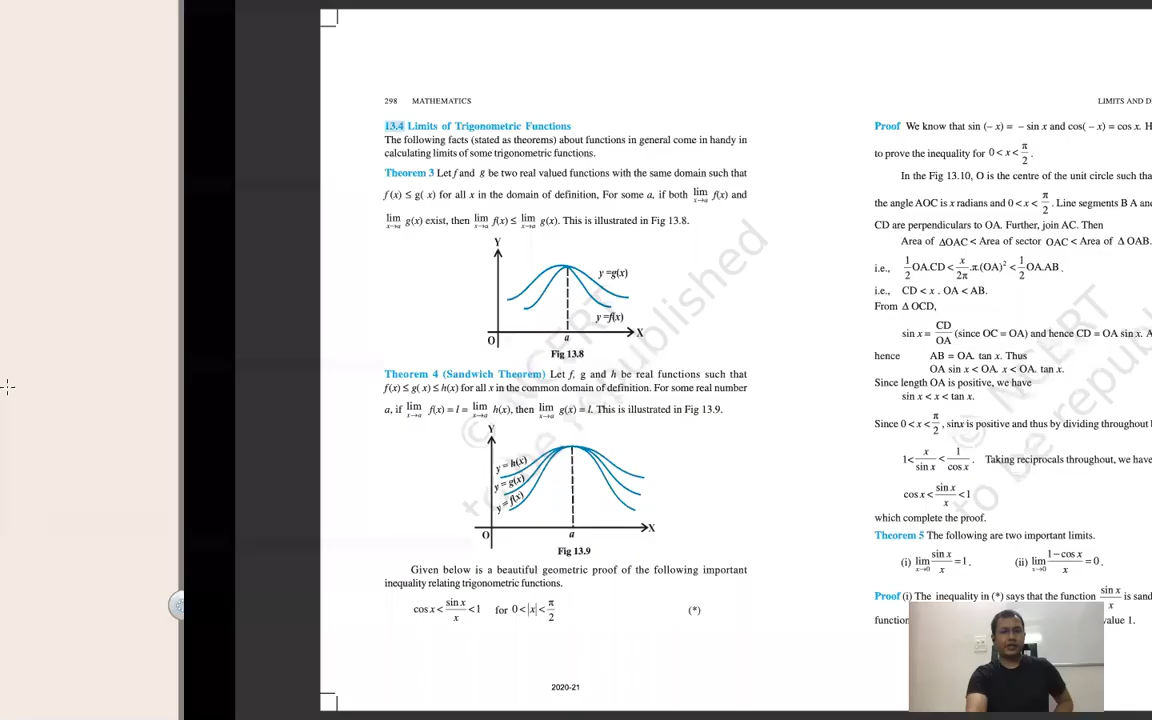 298 MATHEMATICS
13.4 Limits of Trigonometric Functions
The following facts (stated as theorems) about functions in general come in handy in
calculating limits of some trigonometric functions.
Theorem 3 Let f and g be two real valued functions with the same domain such that
f (x) ≤ g( x) for all x in the domain of definition, For some a, if both lim x→a f(x) and
lim x→a g(x) exist, then lim x→a f(x) ≤ lim x→a g(x). This is illustrated in Fig 13.8.
Y
y =g(x)
y =f(x)
O
a
X
Fig 13.8
Theorem 4 (Sandwich Theorem) Let f, g and h be real functions such that
f(x) ≤ g( x) ≤ h(x) for all x in the common domain of definition. For some real number
a, if lim x→a f(x) = l = lim x→a h(x), then lim x→a g(x) = l. This is illustrated in Fig 13.9.
Y
y = h(x)
y = g(x)
y = f(x)
O
a
X
Fig 13.9
Given below is a beautiful geometric proof of the following important
inequality relating trigonometric functions.
cos x < sin x / x < 1 for 0 < |x| < π/2 (*)
2020-21
© NCERT
to be republished
LIMITS AND D
Proof We know that sin (– x) = – sin x and cos( – x) = cos x. H
to prove the inequality for 0 < x < π/2 .
In the Fig 13.10, O is the centre of the unit circle such tha
the angle AOC is x radians and 0 < x < π/2 . Line segments B A and
CD are perpendiculars to OA. Further, join AC. Then
Area of ΔOAC < Area of sector OAC < Area of Δ OAB.
i.e., 1/2 OA.CD < x/2π .π.(OA)² < 1/2 OA.AB .
i.e., CD < x . OA < AB.
From Δ OCD,
sin x = CD/OA (since OC = OA) and hence CD = OA sin x. A
hence AB = OA. tan x. Thus
OA sin x < OA. x < OA. tan x.
Since length OA is positive, we have
sin x < x < tan x.
Since 0 < x < π/2 , sinx is positive and thus by dividing throughout
1 < x / sin x < 1 / cos x . Taking reciprocals throughout, we have
cos x < sin x / x < 1
which complete the proof.
Theorem 5 The following are two important limits.
(i) lim x→0 sin x / x = 1. (ii) lim x→0 1 − cos x / x = 0 .
Proof (i) The inequality in (*) says that the function sin x / x is sand
function
value 1.
© NCERT
to be republ